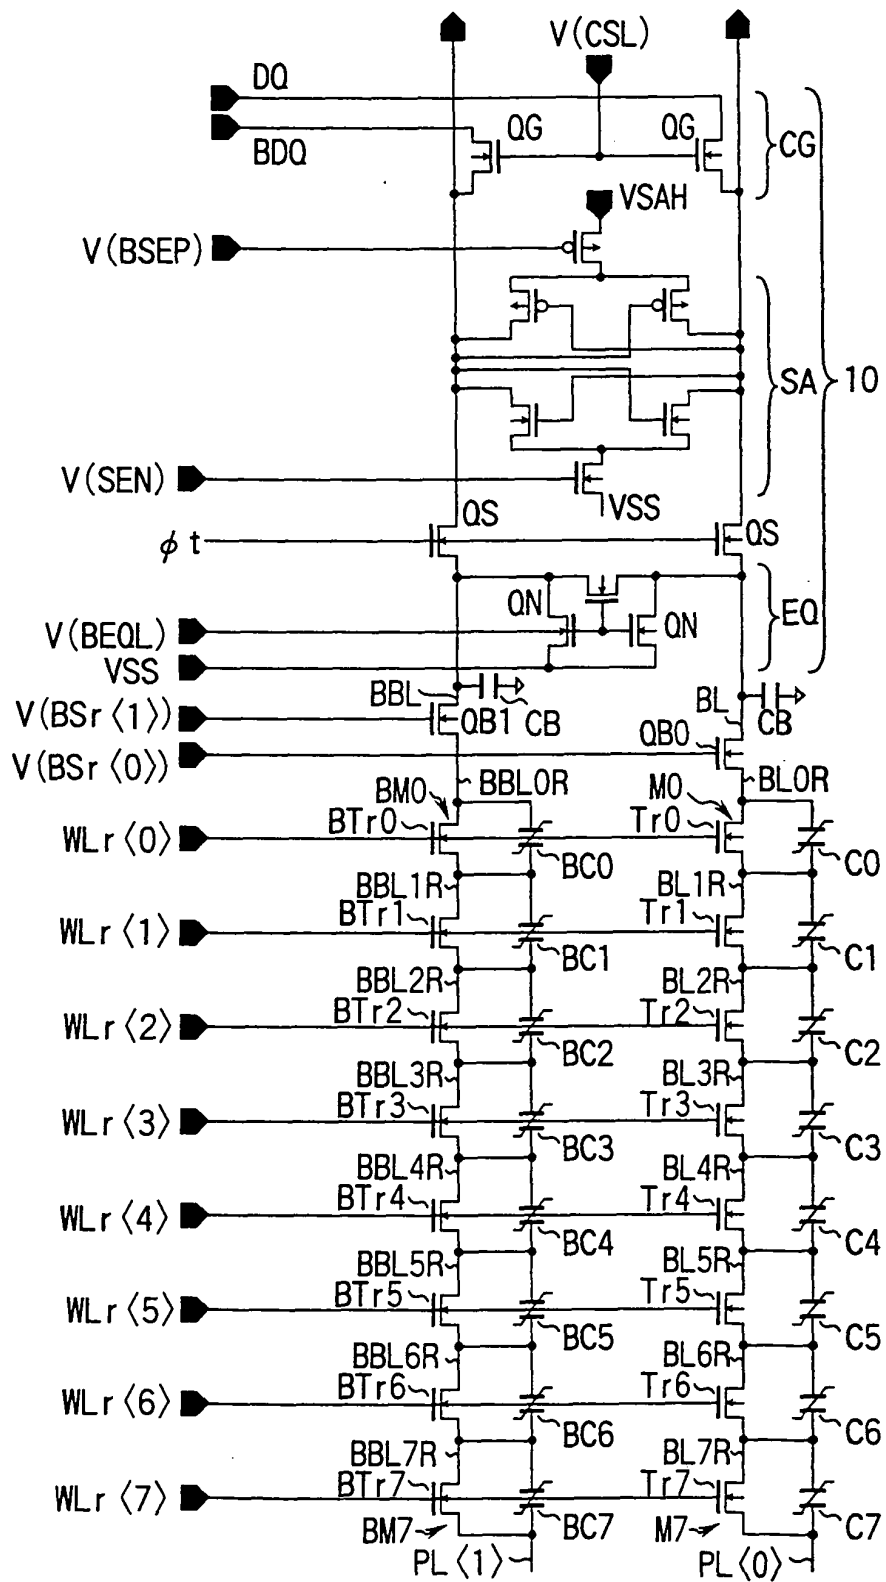 V(CSL)
DQ
BDQ
QG
QG
CG
VSAH
V(BSEP)
SA
10
V(SEN)
VSS
QS
QS
φt
EQ
QN
QN
V(BEQL)
VSS
BBL
BL
V(BSr⟨1⟩)
QB1
CB
CB
V(BSr⟨0⟩)
QB0
BBL0R
BL0R
BM0
M0
WLr⟨0⟩
BTr0
BC0
Tr0
C0
BBL1R
BL1R
WLr⟨1⟩
BTr1
BC1
Tr1
C1
BBL2R
BL2R
WLr⟨2⟩
BTr2
BC2
Tr2
C2
BBL3R
BL3R
WLr⟨3⟩
BTr3
BC3
Tr3
C3
BBL4R
BL4R
WLr⟨4⟩
BTr4
BC4
Tr4
C4
BBL5R
BL5R
WLr⟨5⟩
BTr5
BC5
Tr5
C5
BBL6R
BL6R
WLr⟨6⟩
BTr6
BC6
Tr6
C6
BBL7R
BL7R
WLr⟨7⟩
BTr7
BC7
Tr7
C7
BM7
M7
PL⟨1⟩
PL⟨0⟩